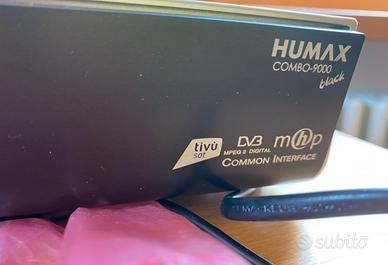 HUMAX
COMBO-9000
black
tivù
sat
DVB
MPEG 2 DIGITAL
mhp
COMMON INTERFACE
subito